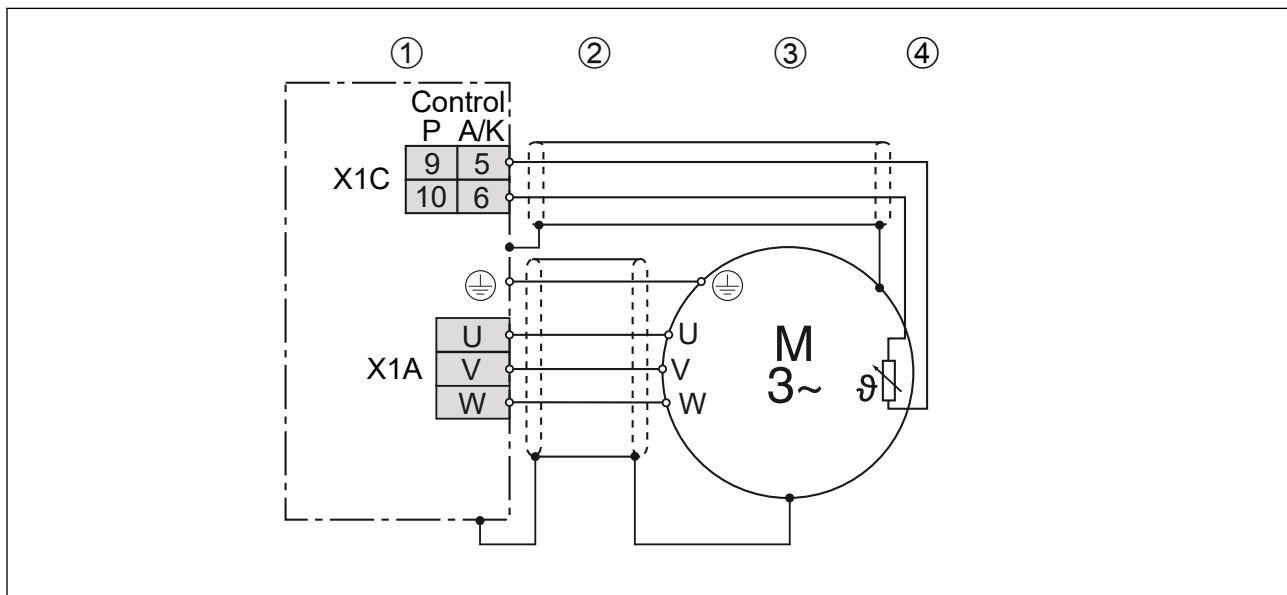 ① ② ③ ④
Control
P A/K
X1C
9 5
10 6
X1A
U
V
W
U
V
W
M
3~
ϑ